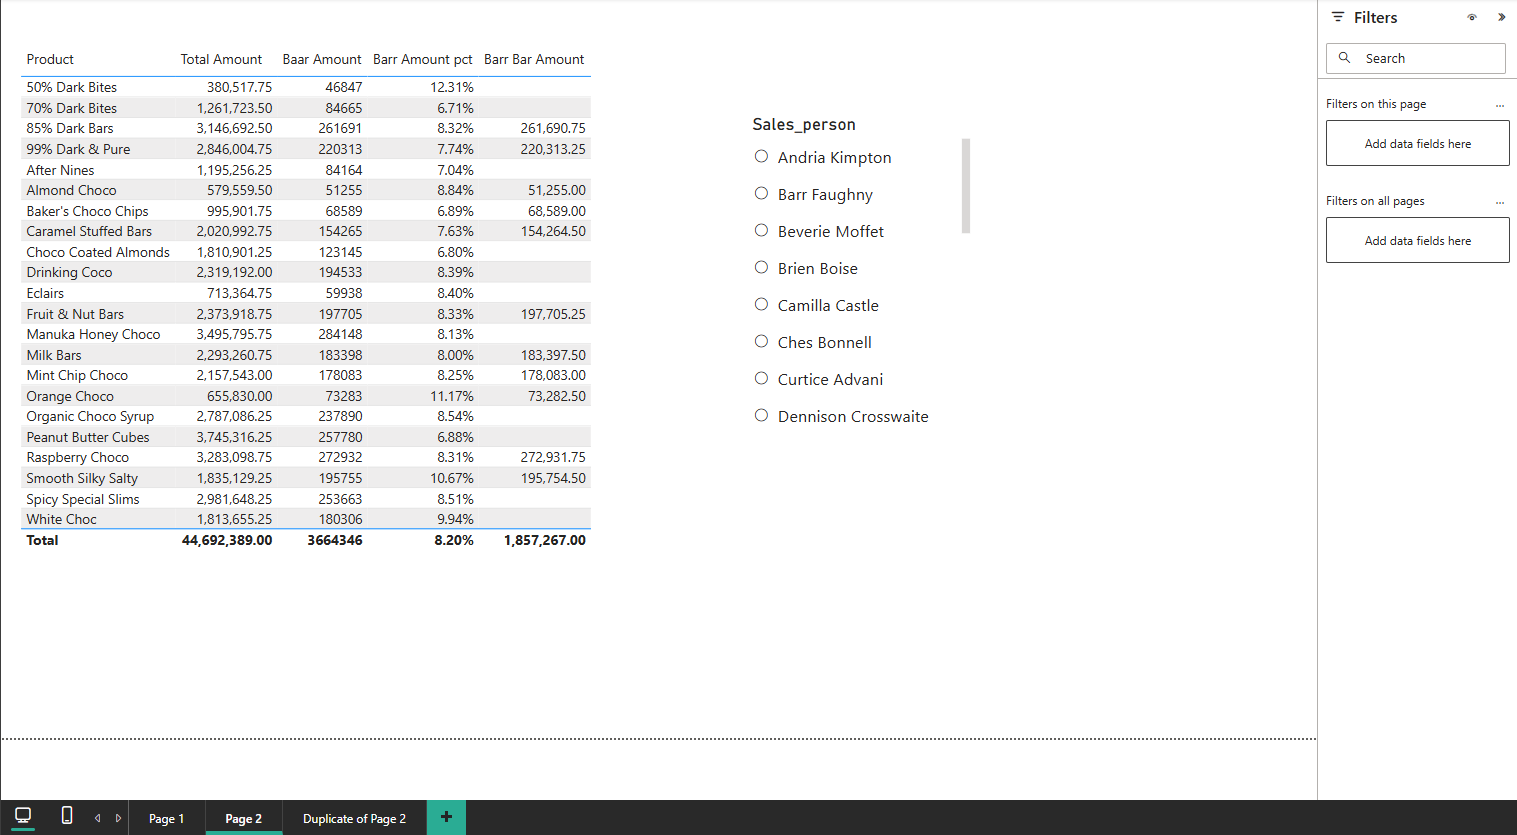 Product Total Amount Baar Amount Barr Amount pct Barr Bar Amount
50% Dark Bites 380,517.75 46847 12.31%
70% Dark Bites 1,261,723.50 84665 6.71%
85% Dark Bars 3,146,692.50 261691 8.32% 261,690.75
99% Dark & Pure 2,846,004.75 220313 7.74% 220,313.25
After Nines 1,195,256.25 84164 7.04%
Almond Choco 579,559.50 51255 8.84% 51,255.00
Baker's Choco Chips 995,901.75 68589 6.89% 68,589.00
Caramel Stuffed Bars 2,020,992.75 154265 7.63% 154,264.50
Choco Coated Almonds 1,810,901.25 123145 6.80%
Drinking Coco 2,319,192.00 194533 8.39%
Eclairs 713,364.75 59938 8.40%
Fruit & Nut Bars 2,373,918.75 197705 8.33% 197,705.25
Manuka Honey Choco 3,495,795.75 284148 8.13%
Milk Bars 2,293,260.75 183398 8.00% 183,397.50
Mint Chip Choco 2,157,543.00 178083 8.25% 178,083.00
Orange Choco 655,830.00 73283 11.17% 73,282.50
Organic Choco Syrup 2,787,086.25 237890 8.54%
Peanut Butter Cubes 3,745,316.25 257780 6.88%
Raspberry Choco 3,283,098.75 272932 8.31% 272,931.75
Smooth Silky Salty 1,835,129.25 195755 10.67% 195,754.50
Spicy Special Slims 2,981,648.25 253663 8.51%
White Choc 1,813,655.25 180306 9.94%
Total 44,692,389.00 3664346 8.20% 1,857,267.00
Sales_person
Andria Kimpton
Barr Faughny
Beverie Moffet
Brien Boise
Camilla Castle
Ches Bonnell
Curtice Advani
Dennison Crosswaite
Filters
Search
Filters on this page ...
Add data fields here
Filters on all pages ...
Add data fields here
Page 1 Page 2 Duplicate of Page 2 +